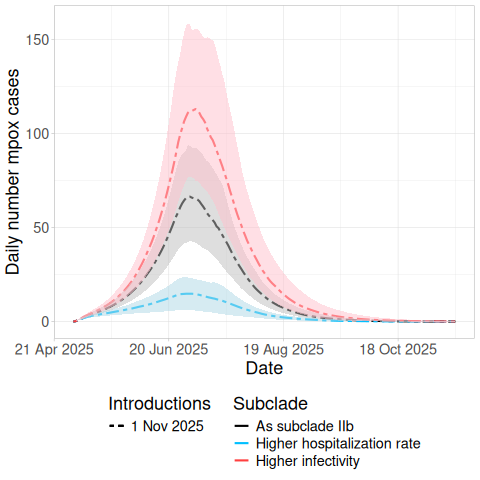 Daily number mpox cases
150
100
50
0
21 Apr 2025 20 Jun 2025 19 Aug 2025 18 Oct 2025
Date
Introductions
1 Nov 2025
Subclade
As subclade IIb
Higher hospitalization rate
Higher infectivity